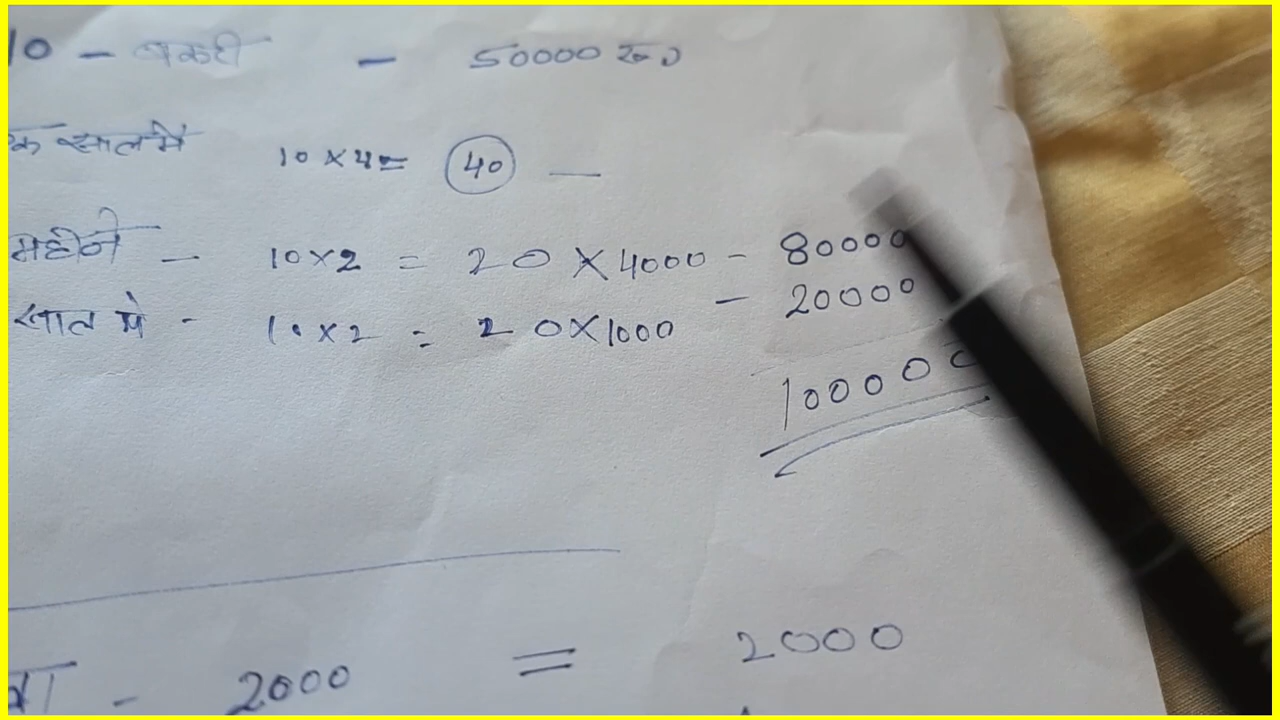 10 - बकरी - 50000 रू0
क सालमे 10 × 4 = 40 —
महीने - 10×2 = 20 × 4000 - 80000
साल मे - 10×2 = 20×1000 - 20000
100000
- 2000 = 2000